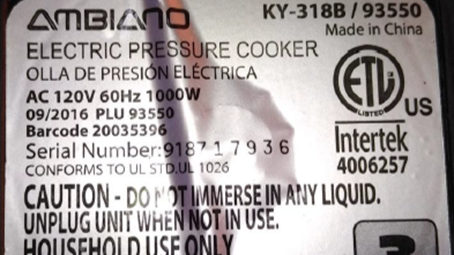 AMBIANO KY-318B / 93550
Made in China
ELECTRIC PRESSURE COOKER
OLLA DE PRESIÓN ELÉCTRICA
AC 120V 60Hz 1000W
09/2016 PLU 93550
Barcode 20035396
Serial Number: 918717936
CONFORMS TO UL STD.UL 1026
ETL
LISTED
US
Intertek
4006257
CAUTION - DO NOT IMMERSE IN ANY LIQUID.
UNPLUG UNIT WHEN NOT IN USE.
HOUSEHOLD USE ONLY
3